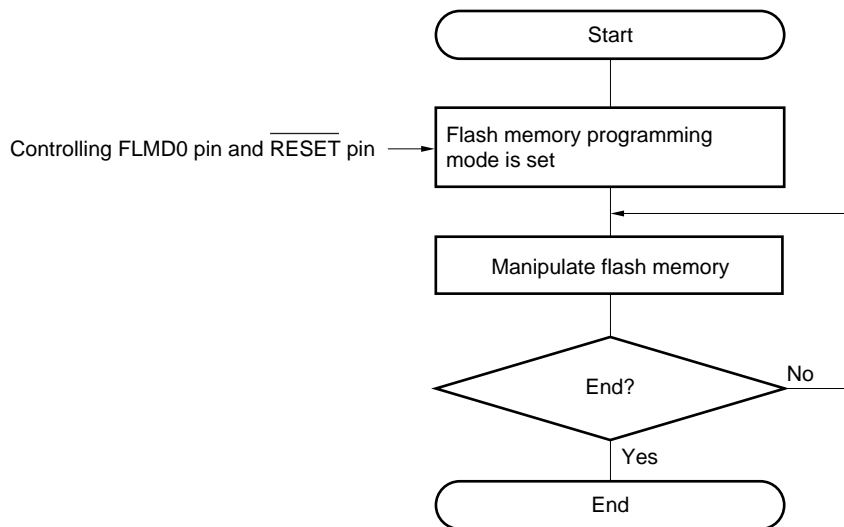 Start
Flash memory programming
mode is set
Controlling FLMD0 pin and R̅E̅S̅E̅T̅ pin
Manipulate flash memory
End?
No
Yes
End